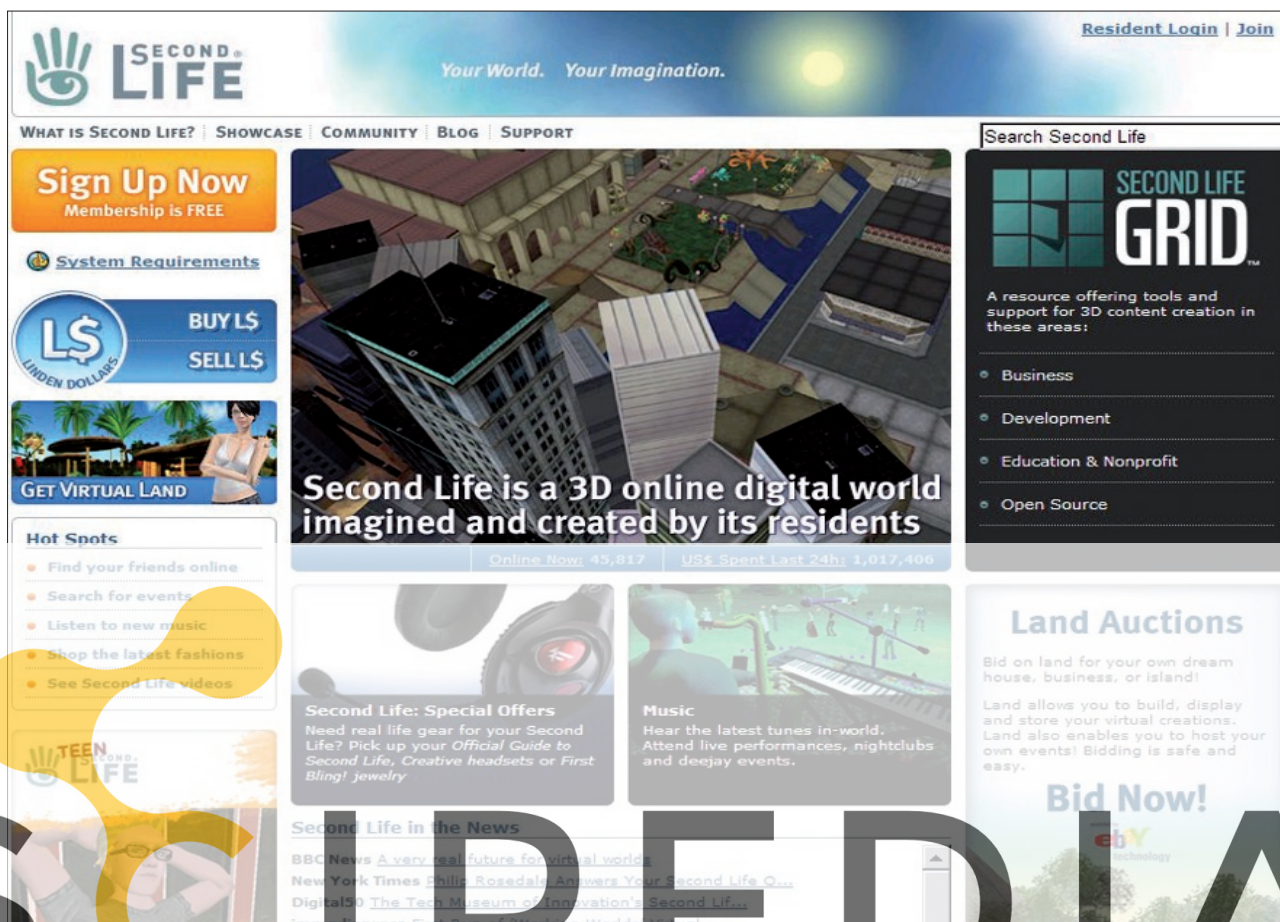 SECOND
LIFE
Your World. Your Imagination.
Resident Login | Join
WHAT IS SECOND LIFE? SHOWCASE COMMUNITY BLOG SUPPORT
Search Second Life
Sign Up Now
Membership is FREE
System Requirements
L$
LINDEN DOLLARS
BUY L$
SELL L$
GET VIRTUAL LAND
Hot Spots
Find your friends online
Search for events
Listen to new music
Shop the latest fashions
See Second Life videos
TEEN SECOND
LIFE
Second Life is a 3D online digital world
imagined and created by its residents
Online Now: 45,817 US$ Spent Last 24h: 1,017,406
Second Life: Special Offers
Need real life gear for your Second
Life? Pick up your Official Guide to
Second Life, Creative headsets or First
Bling! jewelry
Music
Hear the latest tunes in-world.
Attend live performances, nightclubs
and deejay events.
Second Life in the News
BBC News A very real future for virtual worlds
New York Times Philip Rosedale Answers Your Second Life Q...
Digital50 The Tech Museum of Innovation's Second Lif...
SECOND LIFE
GRID™
A resource offering tools and
support for 3D content creation in
these areas:
Business
Development
Education & Nonprofit
Open Source
Land Auctions
Bid on land for your own dream
house, business, or island!
Land allows you to build, display
and store your virtual creations.
Land also enables you to host your
own events! Bidding is safe and
easy.
Bid Now!
ebY
technology
SCIPEDIA